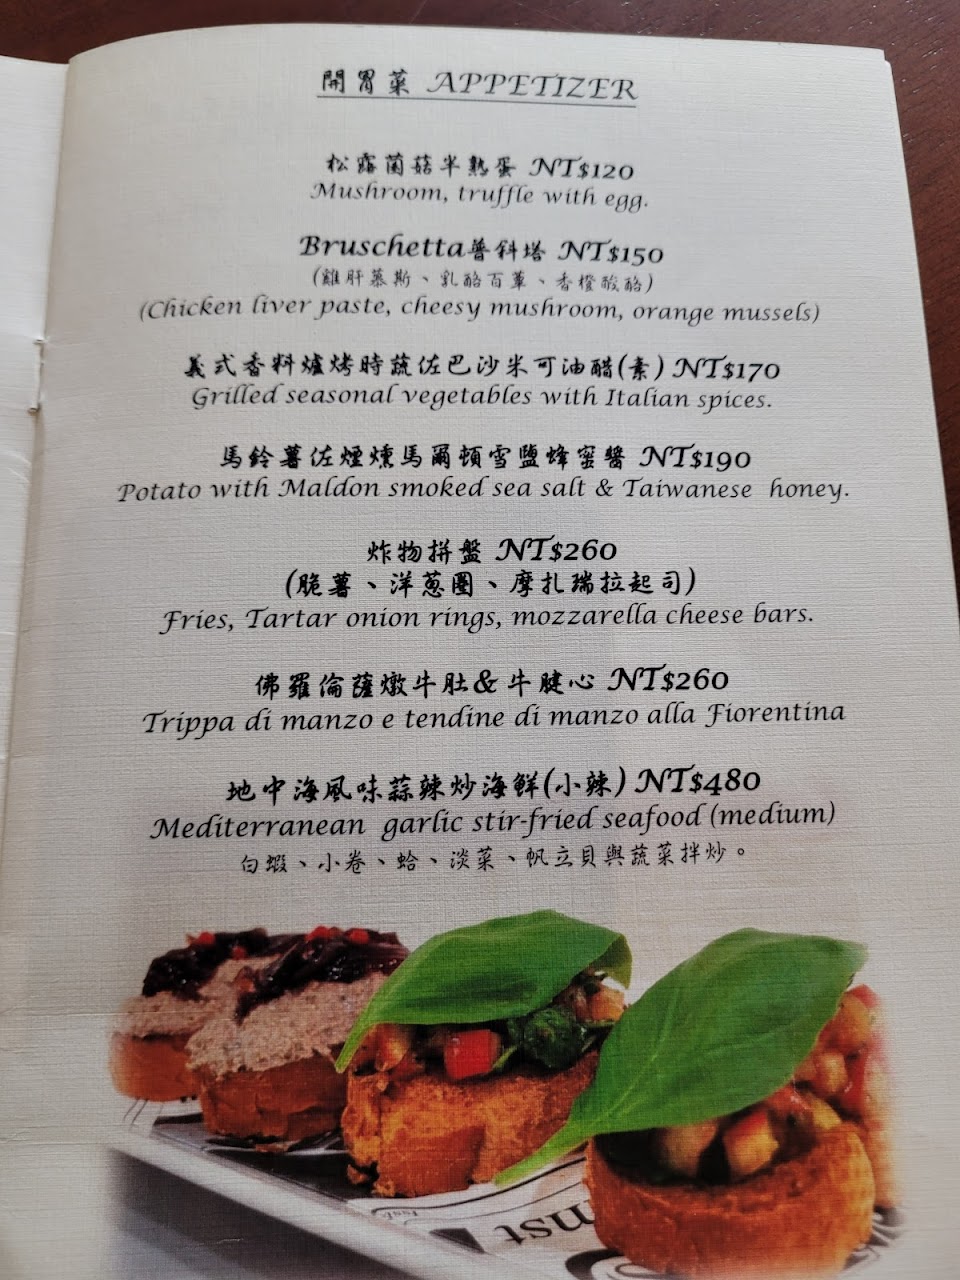 開胃菜 APPETIZER
松露菌菇半熟蛋 NT$120
Mushroom, truffle with egg.
Bruschetta普斜塔 NT$150
(雞肝慕斯、乳酪百蕈、香橙酸酪)
(Chicken liver paste, cheesy mushroom, orange mussels)
義式香料爐烤時蔬佐巴沙米可油醋(素) NT$170
Grilled seasonal vegetables with Italian spices.
馬鈴薯佐煙燻馬爾頓雪鹽蜂蜜醬 NT$190
Potato with Maldon smoked sea salt & Taiwanese honey.
炸物拼盤 NT$260
(脆薯、洋蔥圈、摩扎瑞拉起司)
Fries, Tartar onion rings, mozzarella cheese bars.
佛羅倫薩燉牛肚&牛腱心 NT$260
Trippa di manzo e tendine di manzo alla Fiorentina
地中海風味蒜辣炒海鮮(小辣) NT$480
Mediterranean garlic stir-fried seafood (medium)
白蝦、小卷、蛤、淡菜、帆立貝與蔬菜拌炒。